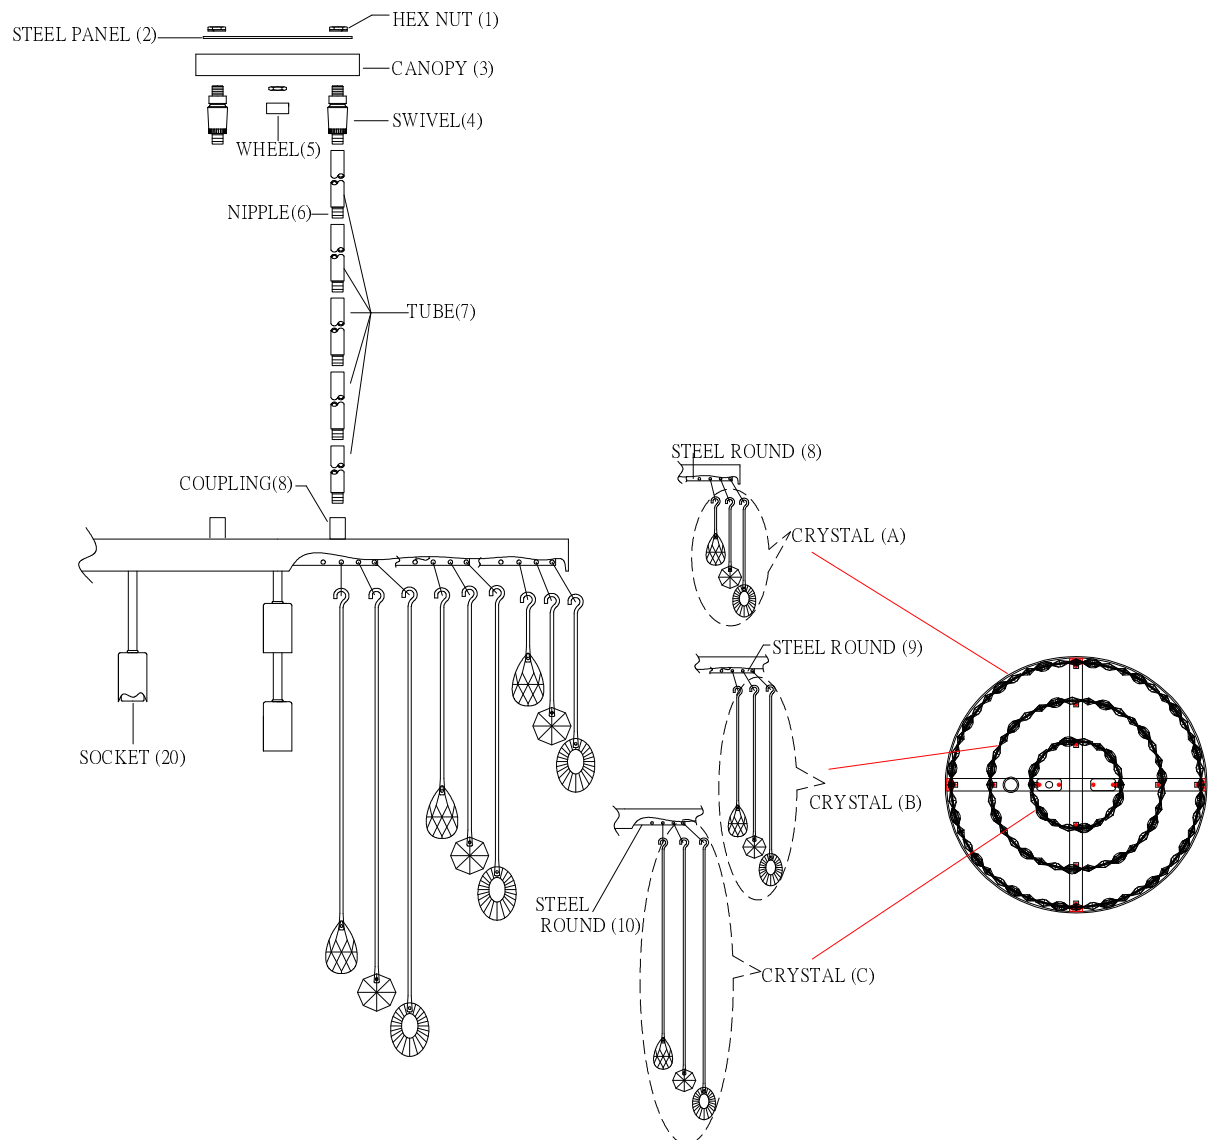 HEX NUT (1)
STEEL PANEL (2)
CANOPY (3)
SWIVEL(4)
WHEEL(5)
NIPPLE(6)
TUBE(7)
STEEL ROUND (8)
COUPLING(8)
CRYSTAL (A)
STEEL ROUND (9)
SOCKET (20)
CRYSTAL (B)
STEEL
ROUND (10)
CRYSTAL (C)